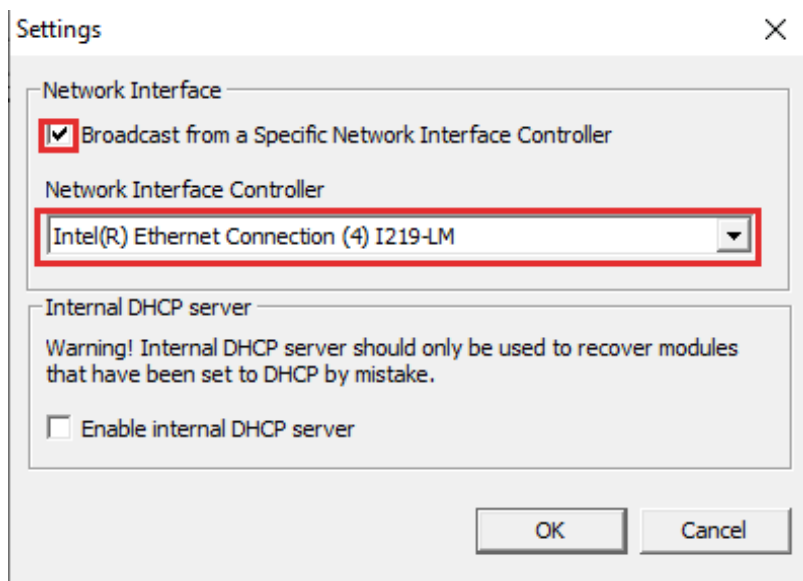 Settings
Network Interface
Broadcast from a Specific Network Interface Controller
Network Interface Controller
Intel(R) Ethernet Connection (4) I219-LM
Internal DHCP server
Warning! Internal DHCP server should only be used to recover modules
that have been set to DHCP by mistake.
Enable internal DHCP server
OK Cancel